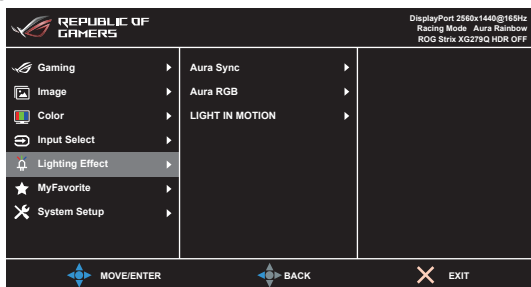 REPUBLIC OF
GAMERS
DisplayPort 2560x1440@165Hz
Racing Mode Aura Rainbow
ROG Strix XG279Q HDR OFF
Gaming
Image
Color
Input Select
Lighting Effect
MyFavorite
System Setup
Aura Sync
Aura RGB
LIGHT IN MOTION
MOVE/ENTER
BACK
EXIT